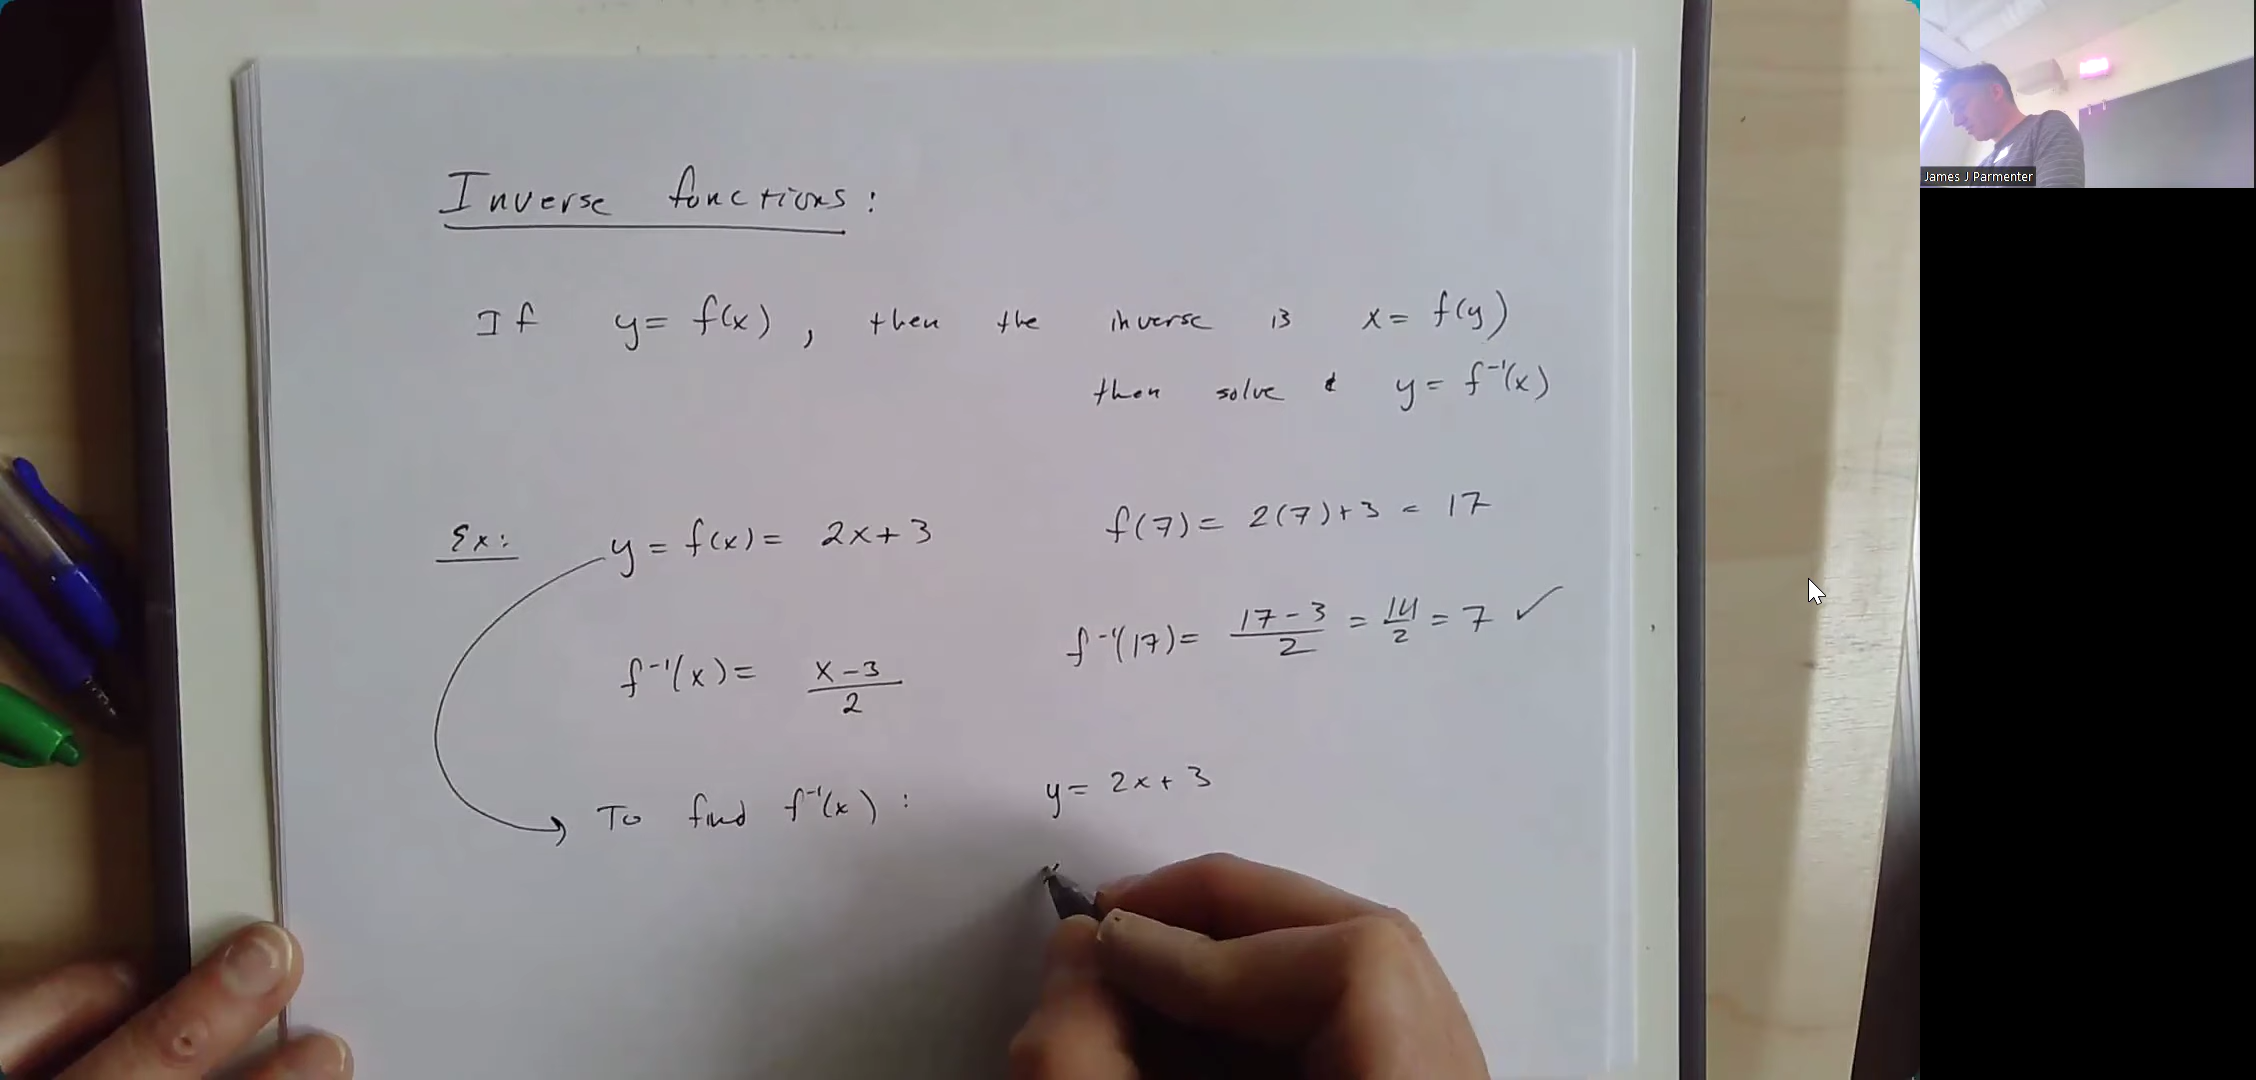 Inverse functions:
If y = f(x), then the inverse is x = f(y)
then solve & y = f⁻¹(x)
Ex: y = f(x) = 2x+3
f(7) = 2(7)+3 = 17
f⁻¹(x) = (x-3)/2
f⁻¹(17) = (17-3)/2 = 14/2 = 7 ✓
To find f⁻¹(x): y = 2x+3
James J Parmenter